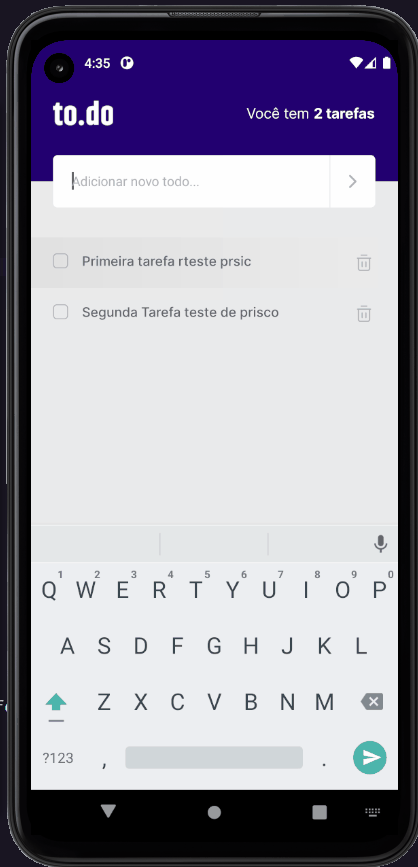 4:35
to.do
Você tem 2 tarefas
Adicionar novo todo...
Primeira tarefa rteste prsic
Segunda Tarefa teste de prisco
Q1 W2 E3 R4 T5 Y6 U7 I8 O9 P0
A S D F G H J K L
Z X C V B N M
?123 , .